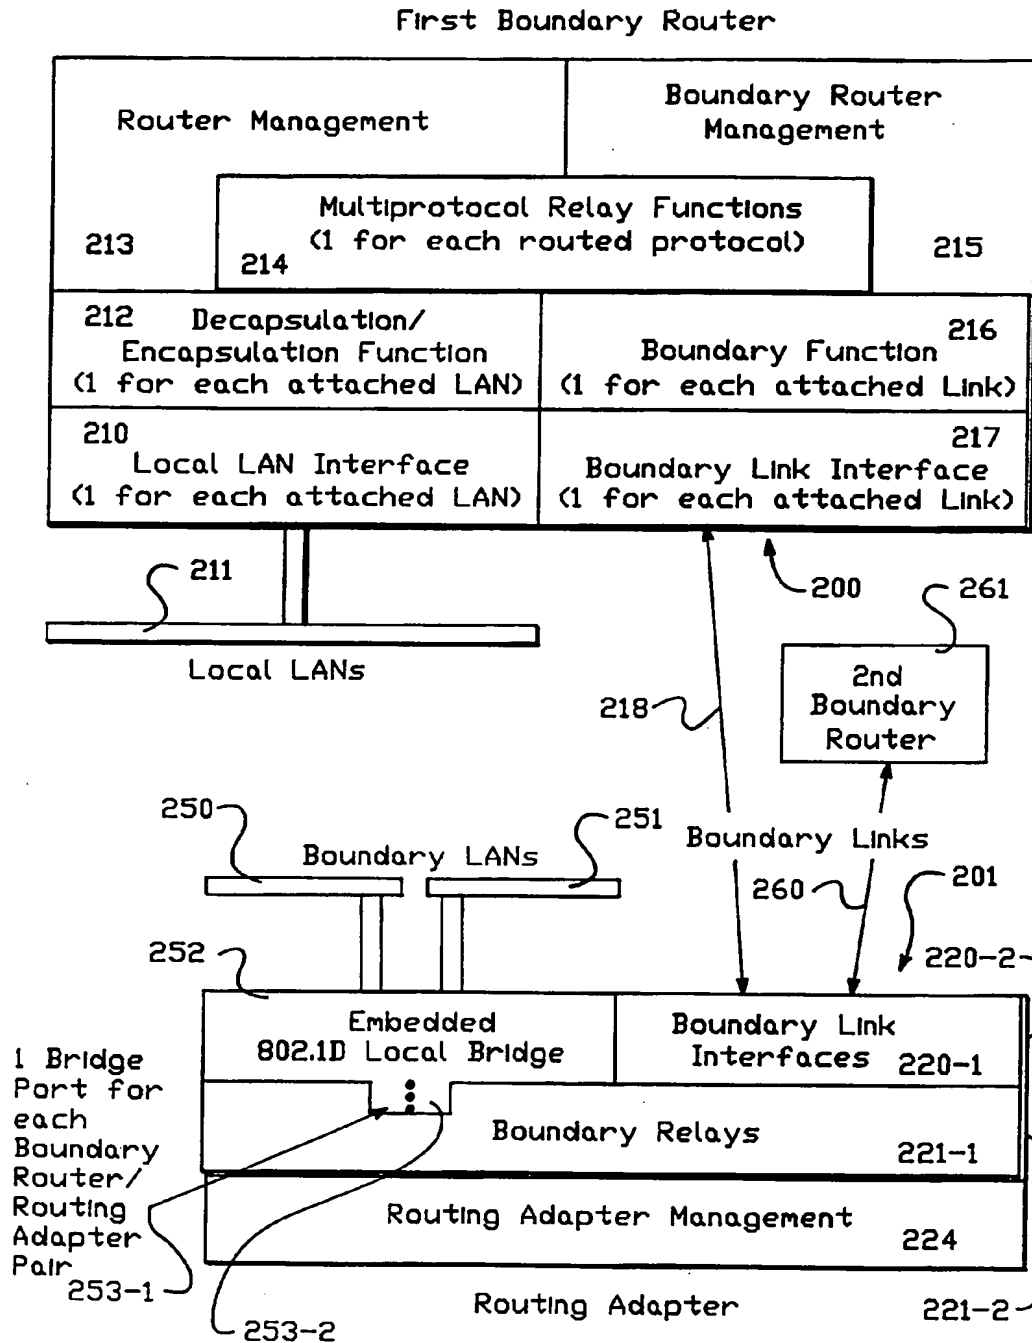 First Boundary Router
Router Management
Boundary Router
Management
Multiprotocol Relay Functions
(1 for each routed protocol)
213
214
215
212 Decapsulation/
Encapsulation Function
(1 for each attached LAN)
216
Boundary Function
(1 for each attached Link)
210
Local LAN Interface
(1 for each attached LAN)
217
Boundary Link Interface
(1 for each attached Link)
211
200
261
Local LANs
2nd
Boundary
Router
218
250
251
Boundary LANs
Boundary Links
260
201
252
220-2
Embedded
802.1D Local Bridge
Boundary Link
Interfaces 220-1
1 Bridge
Port for
each
Boundary
Router/
Routing
Adapter
Pair
Boundary Relays
221-1
Routing Adapter Management
224
253-1
253-2
Routing Adapter
221-2